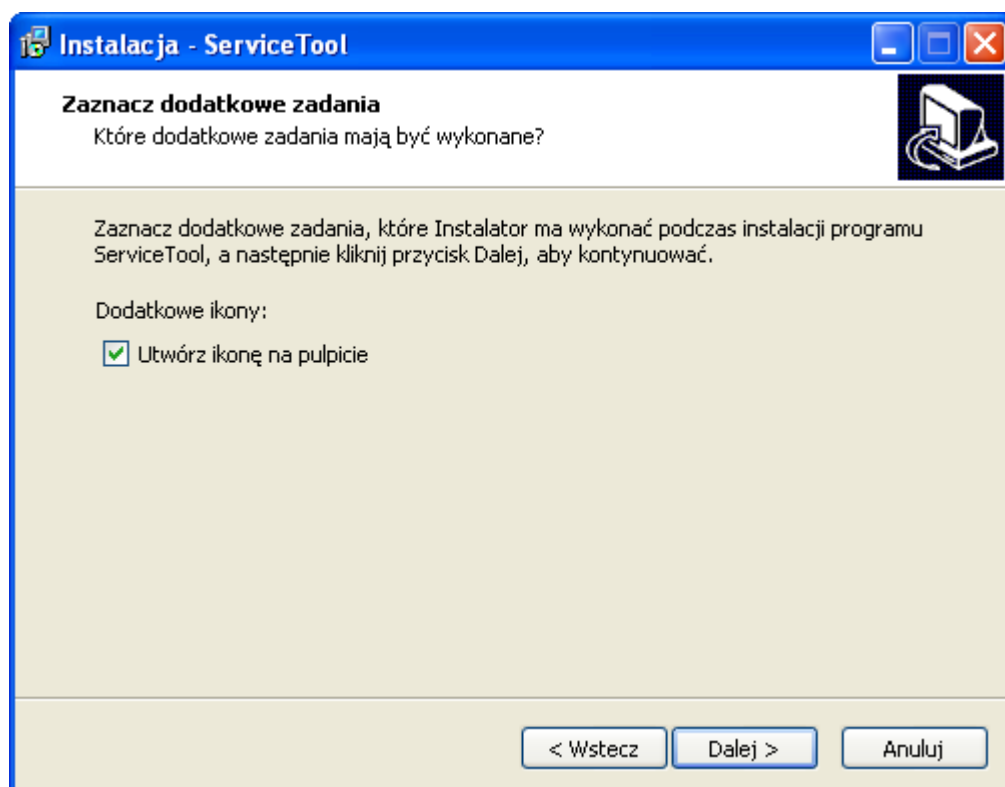 Instalacja - ServiceTool
Zaznacz dodatkowe zadania
Które dodatkowe zadania mają być wykonane?
Zaznacz dodatkowe zadania, które Instalator ma wykonać podczas instalacji programu
ServiceTool, a następnie kliknij przycisk Dalej, aby kontynuować.
Dodatkowe ikony:
Utwórz ikonę na pulpicie
< Wstecz
Dalej >
Anuluj